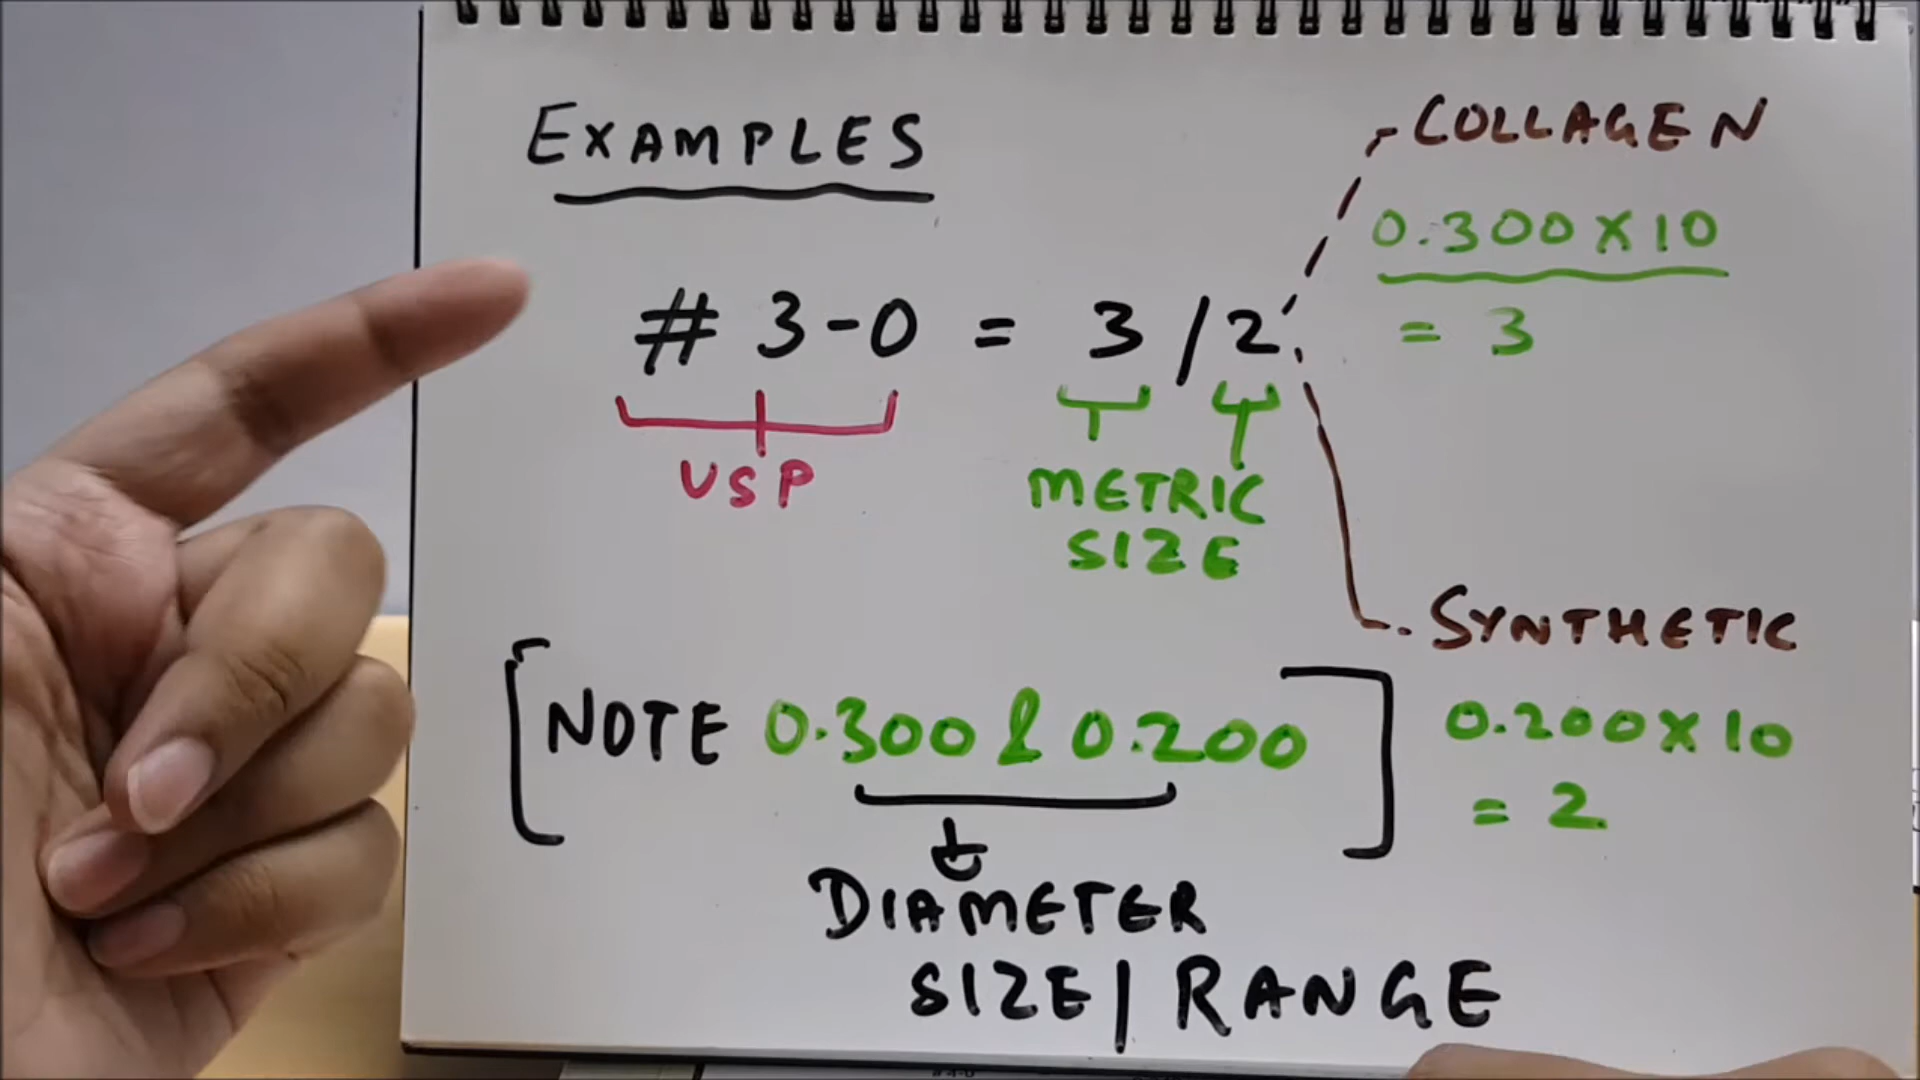 EXAMPLES
# 3-0 = 3/2
USP
METRIC
SIZE
COLLAGEN
0.300 X 10
= 3
SYNTHETIC
0.200 X 10
= 2
[NOTE 0.300 & 0.200]
DIAMETER
SIZE/RANGE